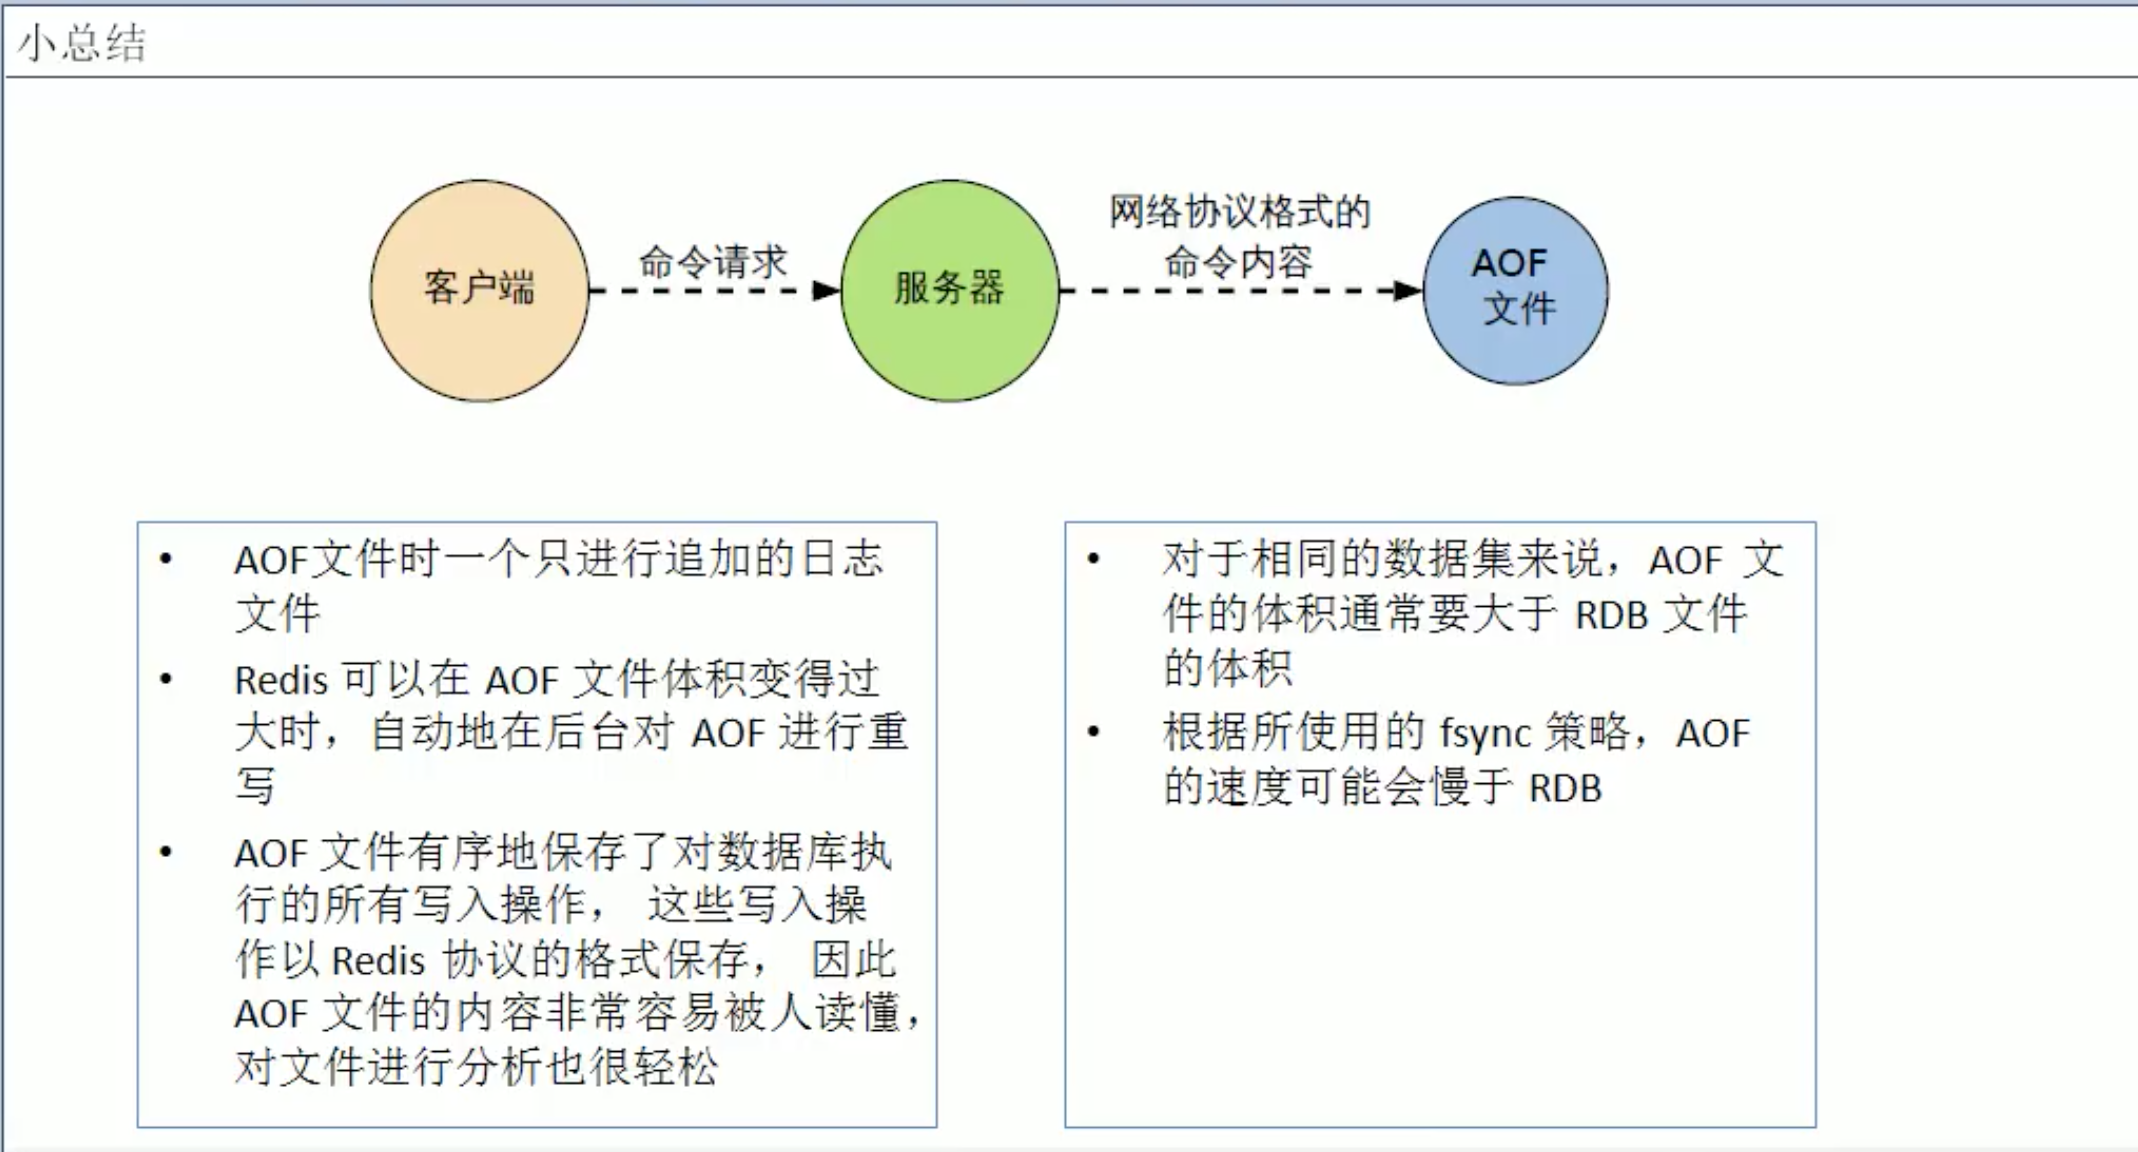 小总结
客户端
命令请求
服务器
网络协议格式的
命令内容
AOF
文件
• AOF文件时一个只进行追加的日志
文件
• Redis 可以在 AOF 文件体积变得过
大时，自动地在后台对 AOF 进行重
写
• AOF 文件有序地保存了对数据库执
行的所有写入操作， 这些写入操
作以 Redis 协议的格式保存， 因此
AOF 文件的内容非常容易被人读懂，
对文件进行分析也很轻松
• 对于相同的数据集来说，AOF 文
件的体积通常要大于 RDB 文件
的体积
• 根据所使用的 fsync 策略，AOF
的速度可能会慢于 RDB